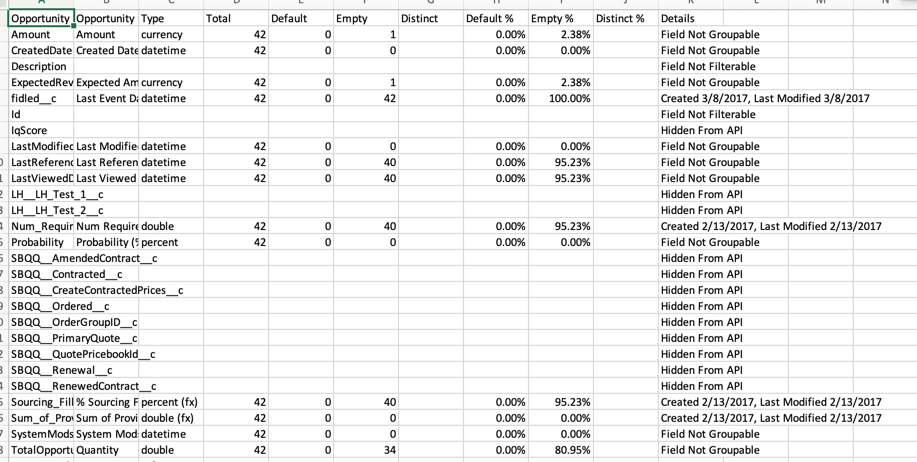 Opportunity Opportunity Type Total Default Empty Distinct Default % Empty % Distinct % Details
Amount Amount currency 42 0 1 0.00% 2.38% Field Not Groupable
CreatedDate Created Date datetime 42 0 0 0.00% 0.00% Field Not Groupable
Description Field Not Filterable
ExpectedRev Expected Am currency 42 0 1 0.00% 2.38% Field Not Groupable
fidled__c Last Event Da datetime 42 0 42 0.00% 100.00% Created 3/8/2017, Last Modified 3/8/2017
Id Field Not Filterable
IqScore Hidden From API
LastModified Last Modified datetime 42 0 0 0.00% 0.00% Field Not Groupable
LastReferenc Last Referen datetime 42 0 40 0.00% 95.23% Field Not Groupable
LastViewedD Last Viewed datetime 42 0 40 0.00% 95.23% Field Not Groupable
LH__LH_Test_1__c Hidden From API
LH__LH_Test_2__c Hidden From API
Num_Requir Num Require double 42 0 40 0.00% 95.23% Created 2/13/2017, Last Modified 2/13/2017
Probability Probability (% percent 42 0 0 0.00% 0.00% Field Not Groupable
SBQQ__AmendedContract__c Hidden From API
SBQQ__Contracted__c Hidden From API
SBQQ__CreateContractedPrices__c Hidden From API
SBQQ__Ordered__c Hidden From API
SBQQ__OrderGroupID__c Hidden From API
SBQQ__PrimaryQuote__c Hidden From API
SBQQ__QuotePricebookId__c Hidden From API
SBQQ__Renewal__c Hidden From API
SBQQ__RenewedContract__c Hidden From API
Sourcing_Fill % Sourcing F percent (fx) 42 0 40 0.00% 95.23% Created 2/13/2017, Last Modified 2/13/2017
Sum_of_Prov Sum of Provi double (fx) 42 0 0 0.00% 0.00% Created 2/13/2017, Last Modified 2/13/2017
SystemMods System Mod datetime 42 0 0 0.00% 0.00% Field Not Groupable
TotalOpportu Quantity double 42 0 34 0.00% 80.95% Field Not Groupable